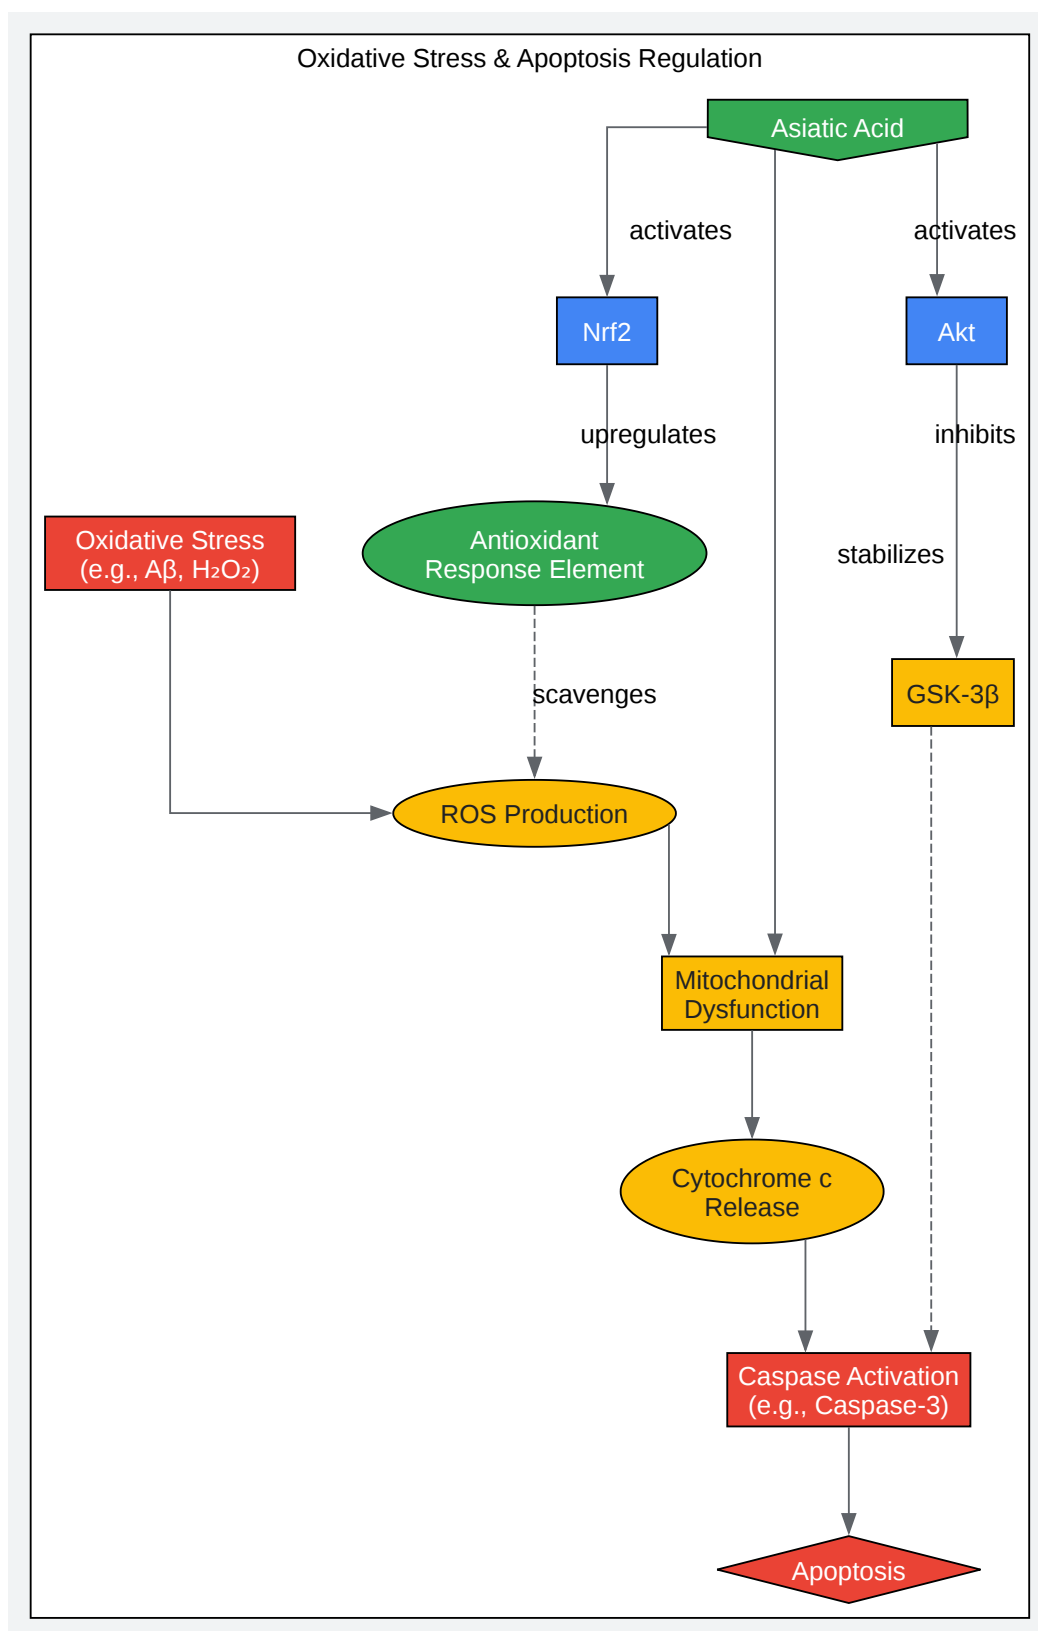 Oxidative Stress & Apoptosis Regulation
Asiatic Acid
activates
activates
Nrf2
Akt
upregulates
inhibits
Oxidative Stress
(e.g., Aβ, H₂O₂)
Antioxidant
Response Element
stabilizes
scavenges
GSK-3β
ROS Production
Mitochondrial
Dysfunction
Cytochrome c
Release
Caspase Activation
(e.g., Caspase-3)
Apoptosis